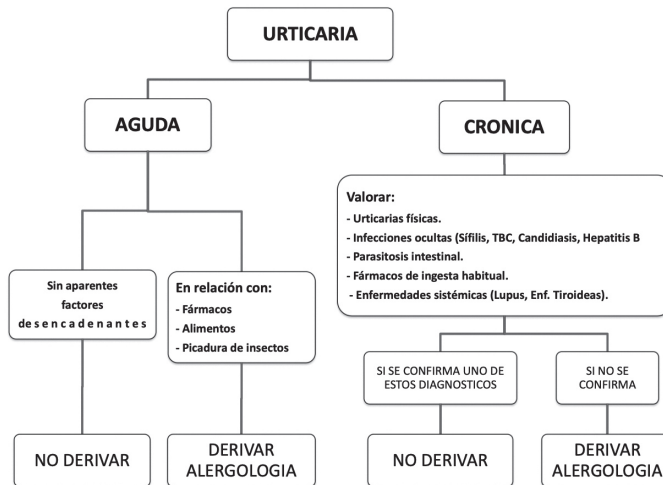 URTICARIA
AGUDA
CRONICA
Valorar:
- Urticarias físicas.
- Infecciones ocultas (Sífilis, TBC, Candidiasis, Hepatitis B
- Parasitosis intestinal.
- Fármacos de ingesta habitual.
- Enfermedades sistémicas (Lupus, Enf. Tiroideas).
Sin aparentes
factores
desencadenantes
En relación con:
- Fármacos
- Alimentos
- Picadura de insectos
SI SE CONFIRMA UNO DE
ESTOS DIAGNOSTICOS
SI NO SE
CONFIRMA
NO DERIVAR
DERIVAR
ALERGOLOGIA
NO DERIVAR
DERIVAR
ALERGOLOGIA